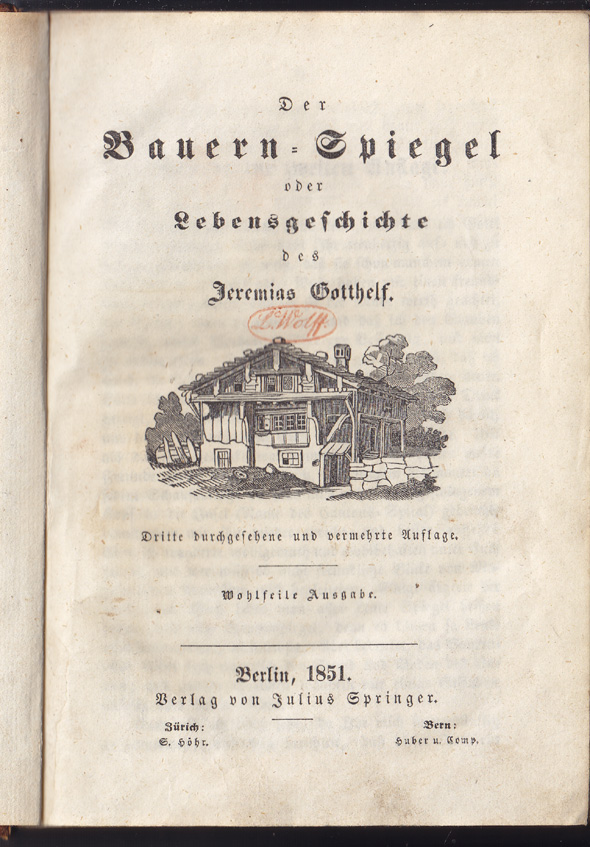 Der
Bauern-Spiegel
oder
Lebensgeschichte
des
Jeremias Gotthelf.
L. Wolff
Dritte durchgesehene und vermehrte Auflage.
Wohlfeile Ausgabe.
Berlin, 1851.
Verlag von Julius Springer.
Zürich:
S. Höhr.
Bern:
Huber u. Comp.